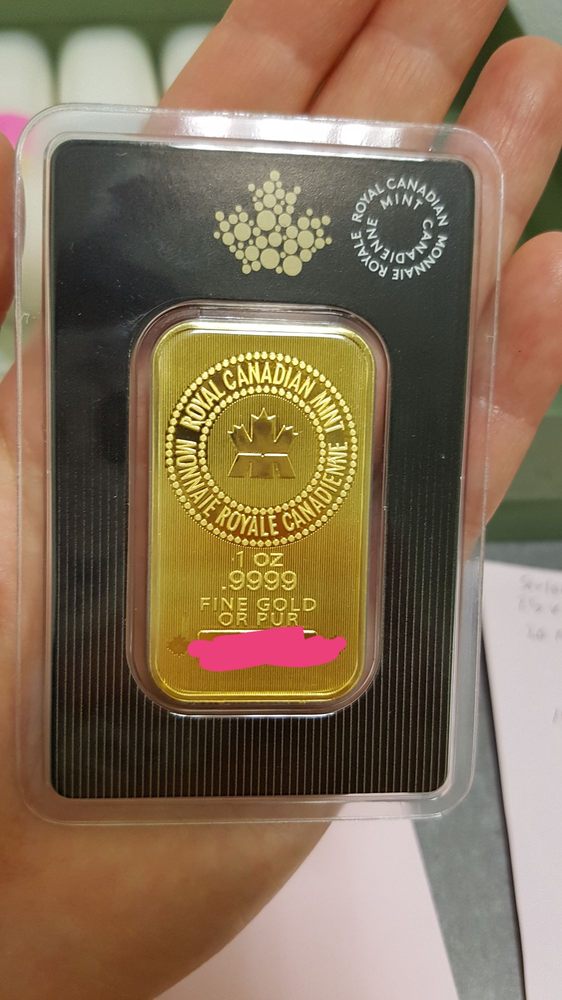 ROYAL CANADIAN MINT
MONNAIE ROYALE CANADIENNE
ROYAL CANADIAN MINT
MONNAIE ROYALE CANADIENNE
1 OZ
.9999
FINE GOLD
OR PUR